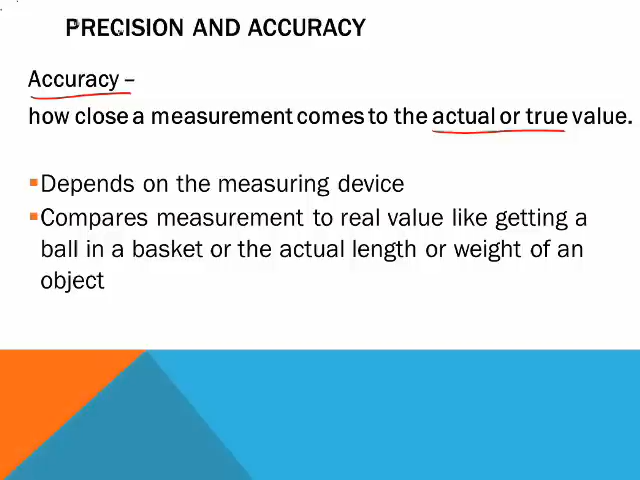 PRECISION AND ACCURACY
Accuracy –
how close a measurement comes to the actual or true value.
Depends on the measuring device
Compares measurement to real value like getting a
ball in a basket or the actual length or weight of an
object